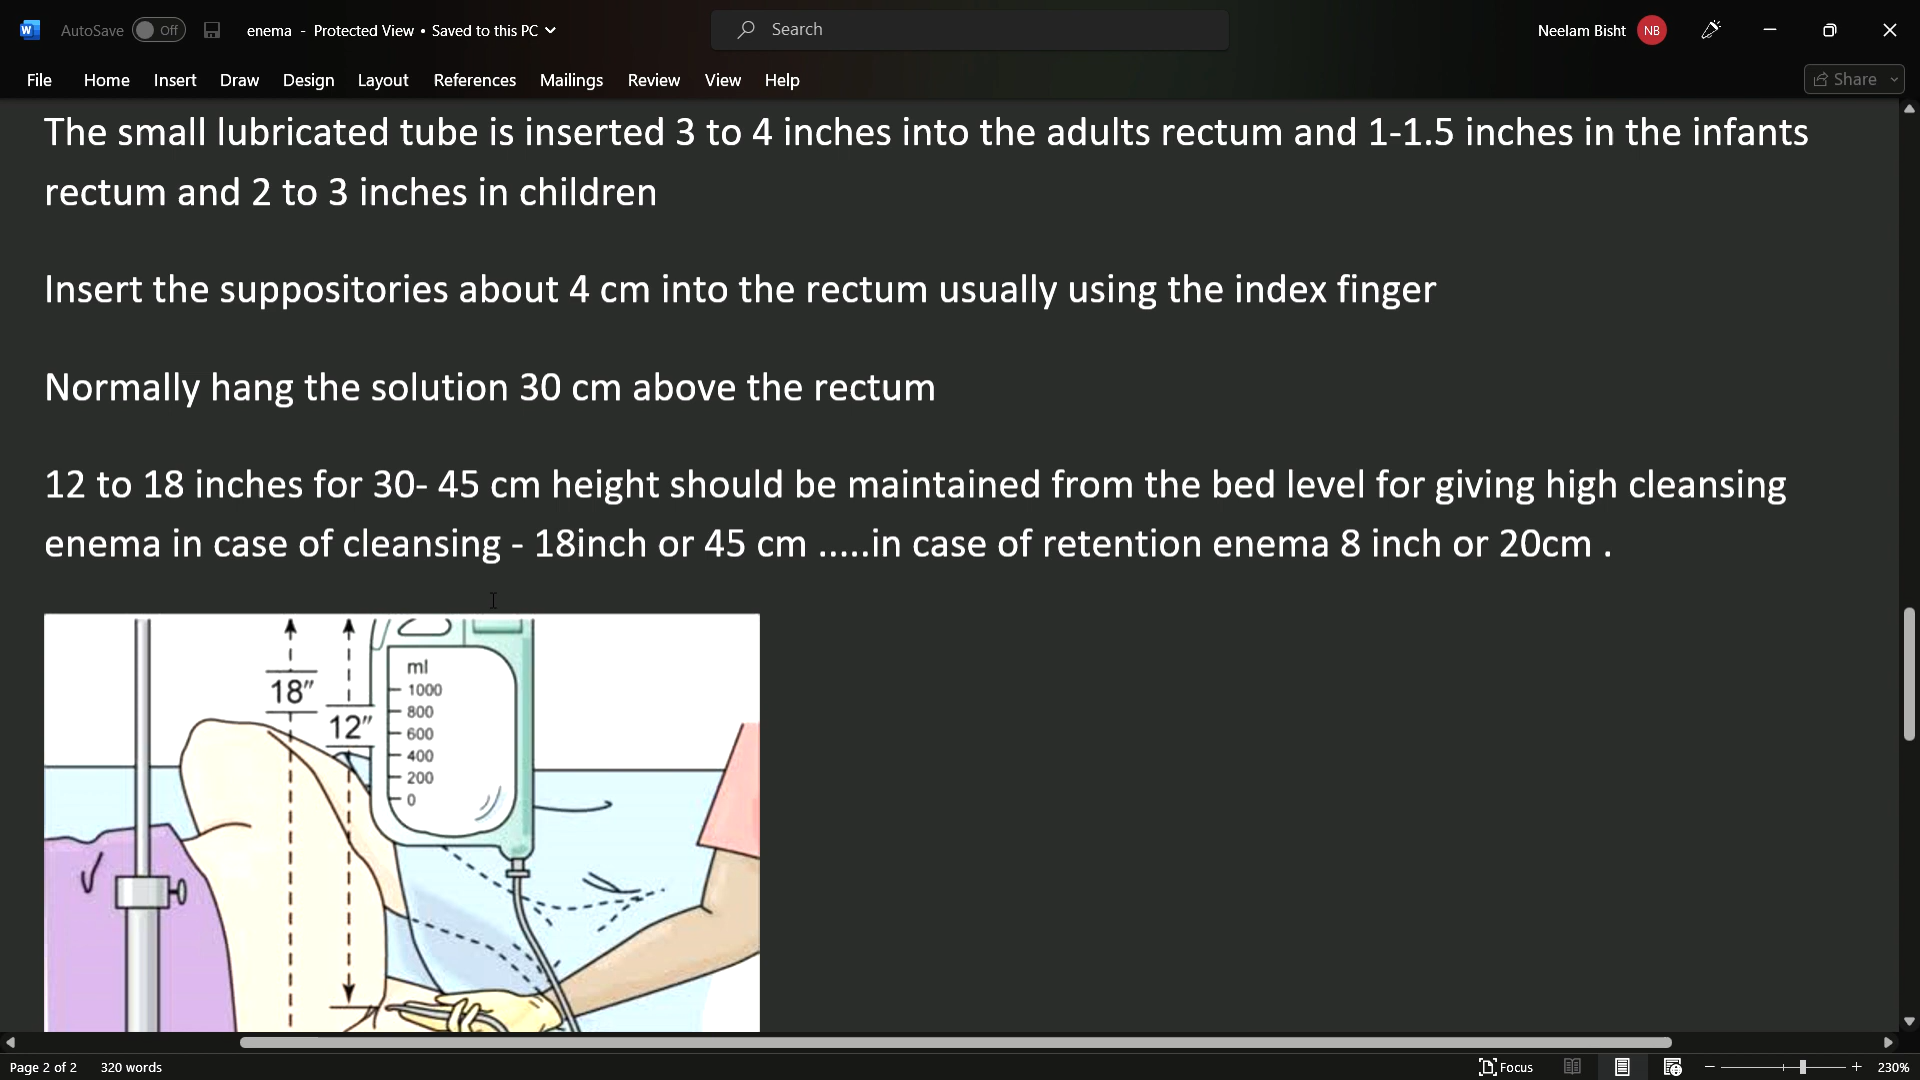 AutoSave Off enema - Protected View • Saved to this PC Search Neelam Bisht NB
File Home Insert Draw Design Layout References Mailings Review View Help Share
The small lubricated tube is inserted 3 to 4 inches into the adults rectum and 1-1.5 inches in the infants
rectum and 2 to 3 inches in children
Insert the suppositories about 4 cm into the rectum usually using the index finger
Normally hang the solution 30 cm above the rectum
12 to 18 inches for 30- 45 cm height should be maintained from the bed level for giving high cleansing
enema in case of cleansing - 18inch or 45 cm .....in case of retention enema 8 inch or 20cm .
18"
12"
ml
1000
800
600
400
200
0
Page 2 of 2 320 words Focus 230%